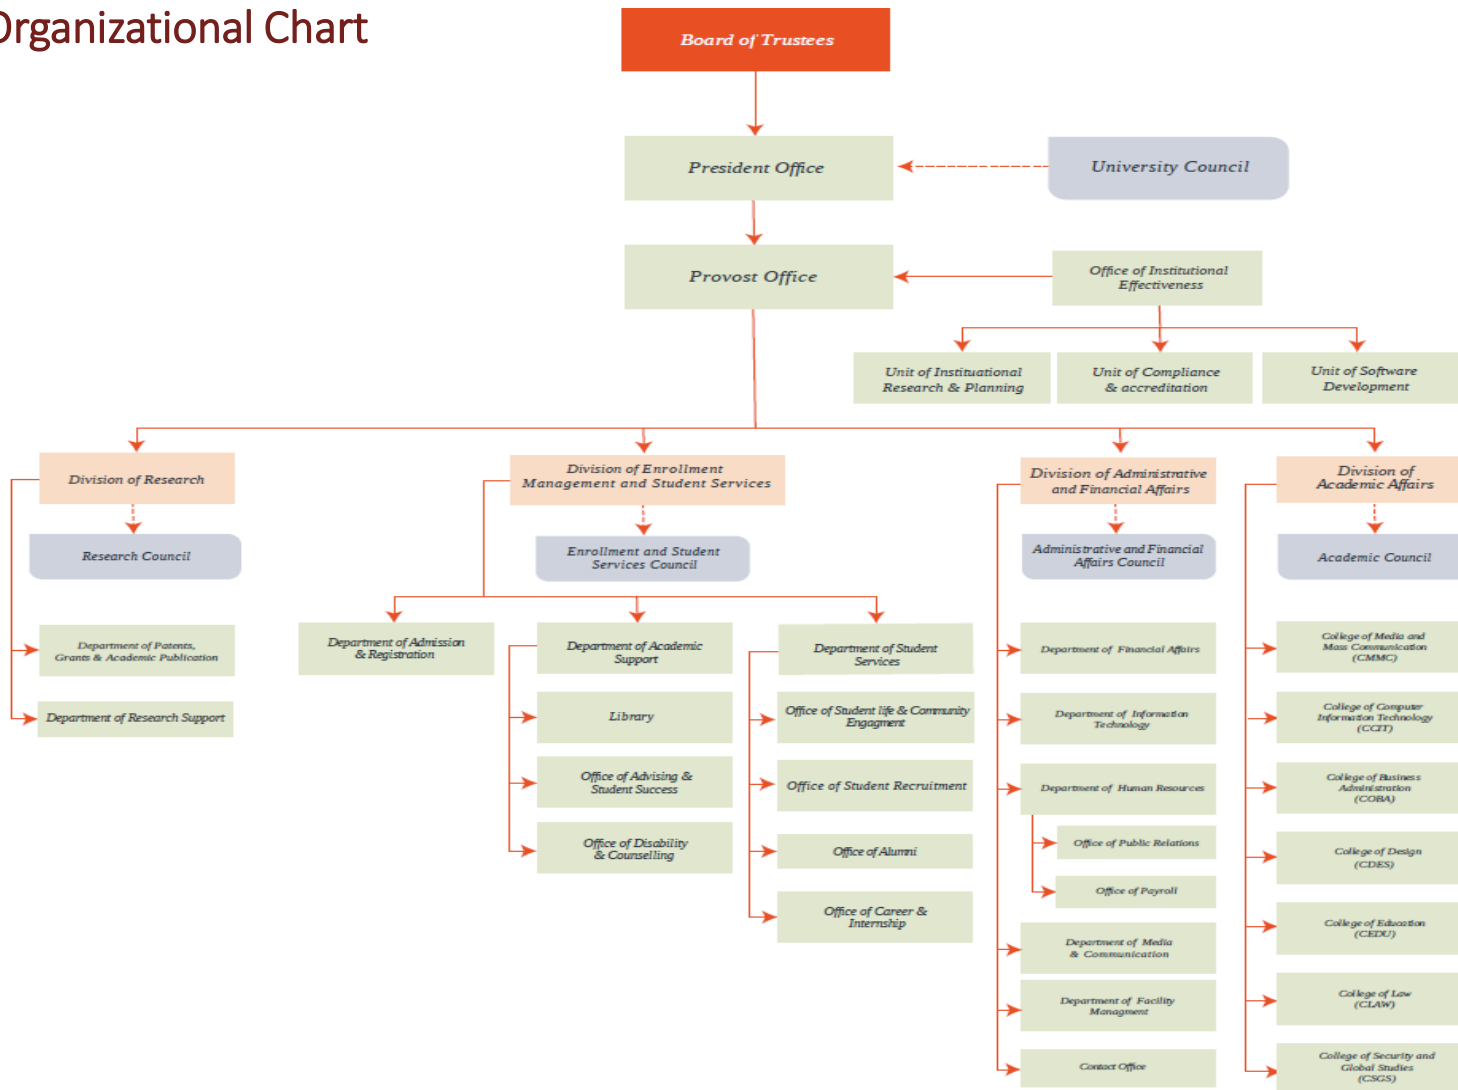 Organizational Chart
Board of Trustees
President Office
University Council
Provost Office
Office of Institutional
Effectiveness
Unit of Instituational
Research & Planning
Unit of Compliance
& accreditation
Unit of Software
Development
Division of Research
Division of Enrollment
Management and Student Services
Division of Administrative
and Financial Affairs
Division of
Academic Affairs
Research Council
Enrollment and Student
Services Council
Administrative and Financial
Affairs Council
Academic Council
Department of Patents,
Grants & Academic Publication
Department of Research Support
Department of Admission
& Registration
Department of Academic
Support
Library
Office of Advising &
Student Success
Office of Disability
& Counselling
Department of Student
Services
Office of Student life & Community
Engagment
Office of Student Recruitment
Office of Alumni
Office of Career &
Internship
Department of Financial Affairs
Department of Information
Technology
Department of Human Resources
Office of Public Relations
Office of Payroll
Department of Media
& Communication
Department of Facility
Managment
Contact Office
College of Media and
Mass Communication
(CMMC)
College of Computer
Information Technology
(CCIT)
College of Business
Administration
(COBA)
College of Design
(CDES)
College of Education
(CEDU)
College of Law
(CLAW)
College of Security and
Global Studies
(CSGS)